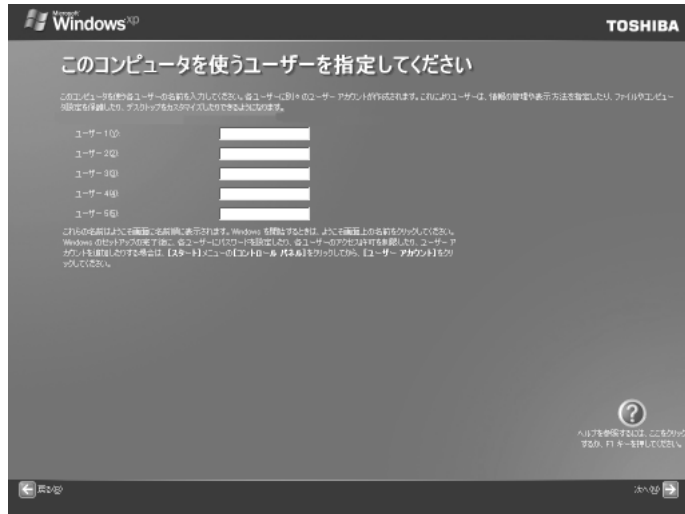 Microsoft
Windows xp
TOSHIBA
このコンピュータを使うユーザーを指定してください
このコンピュータを使う各ユーザーの名前を入力してください。各ユーザーに別々のユーザー アカウントが作成されます。これによりユーザーは、情報の管理や表示方法を指定したり、ファイルやコンピュー
タ設定を保護したり、デスクトップをカスタマイズしたりできるようになります。
ユーザー 1(Y):
ユーザー 2(2)
ユーザー 3(3)
ユーザー 4(4)
ユーザー 5(5)
これらの名前はようこそ画面に名前順に表示されます。Windows を開始するときは、ようこそ画面上の名前をクリックしてください。
Windows のセットアップの完了後に、各ユーザーにパスワードを設定したり、各ユーザーのアクセス許可を制限したり、ユーザー ア
カウントを追加したりする場合は、[スタート]メニューの[コントロール パネル]をクリックしてから、[ユーザー アカウント]をクリ
ックしてください。
ヘルプを参照するには、ここをクリック
するか、F1 キーを押してください。
戻る(B)
次へ(N)